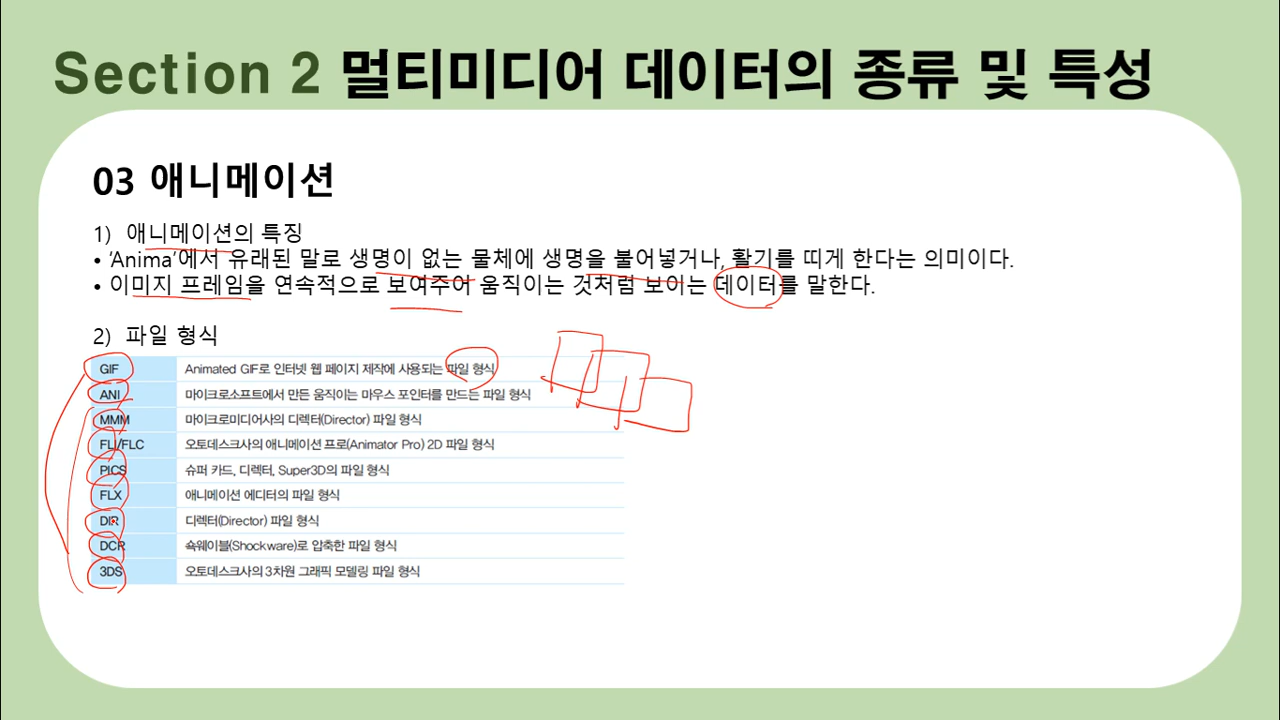 Section 2 멀티미디어 데이터의 종류 및 특성
03 애니메이션
1) 애니메이션의 특징
• ‘Anima’에서 유래된 말로 생명이 없는 물체에 생명을 불어넣거나, 활기를 띠게 한다는 의미이다.
• 이미지 프레임을 연속적으로 보여주어 움직이는 것처럼 보이는 데이터를 말한다.
2) 파일 형식
GIF Animated GIF로 인터넷 웹 페이지 제작에 사용되는 파일 형식
ANI 마이크로소프트에서 만든 움직이는 마우스 포인터를 만드는 파일 형식
MMM 마이크로미디어사의 디렉터(Director) 파일 형식
FLI/FLC 오토데스크사의 애니메이션 프로(Animator Pro) 2D 파일 형식
PICS 슈퍼 카드, 디렉터, Super3D의 파일 형식
FLX 애니메이션 에디터의 파일 형식
DIR 디렉터(Director) 파일 형식
DCR 쇽웨이블(Shockware)로 압축한 파일 형식
3DS 오토데스크사의 3차원 그래픽 모델링 파일 형식